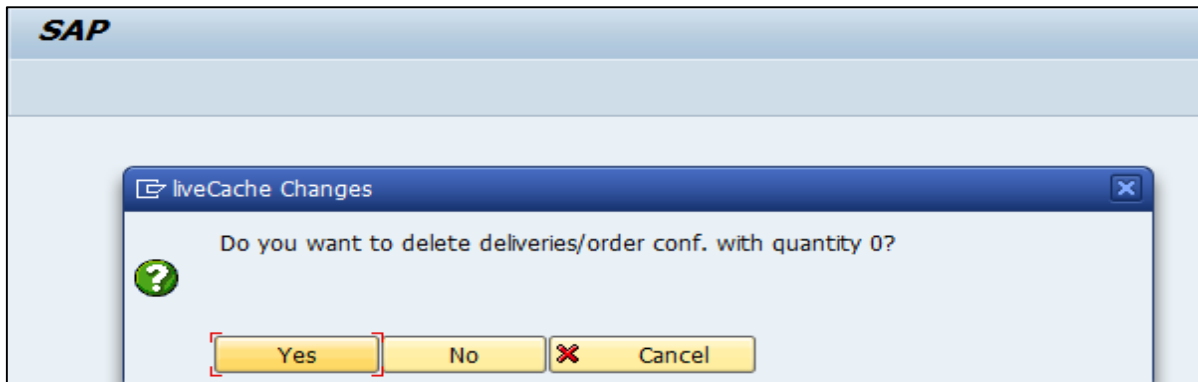 SAP
liveCache Changes
Do you want to delete deliveries/order conf. with quantity 0?
Yes No Cancel